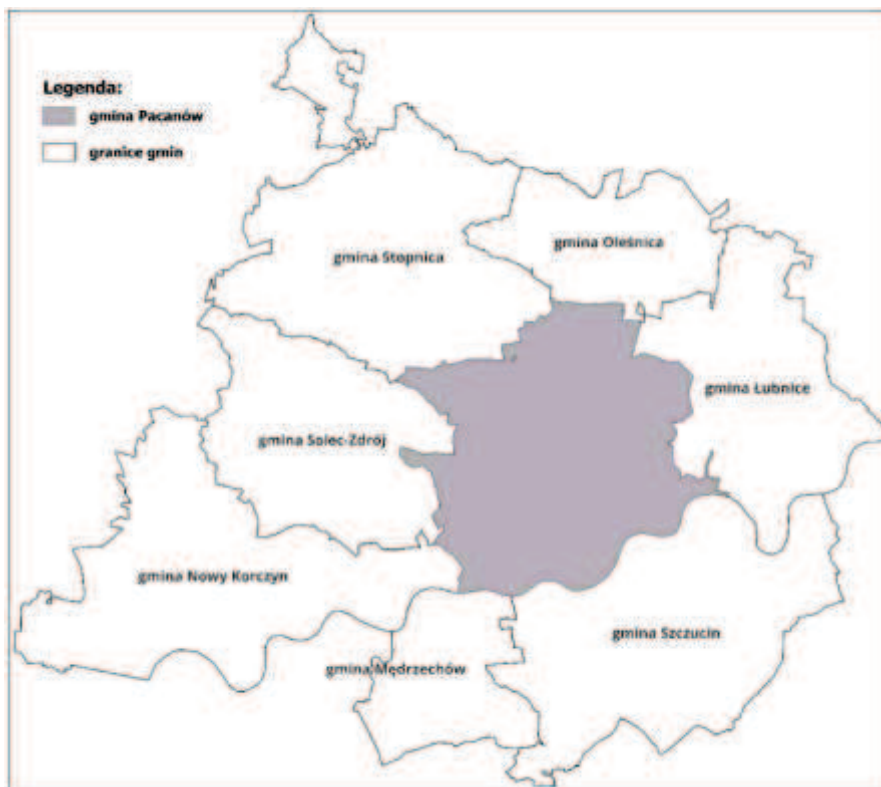 Legenda:
gmina Pacanów
granice gmin
gmina Oleśnica
gmina Stopnica
gmina Łubnice
gmina Solec-Zdrój
gmina Nowy Korczyn
gmina Szczucin
gmina Mędrzechów